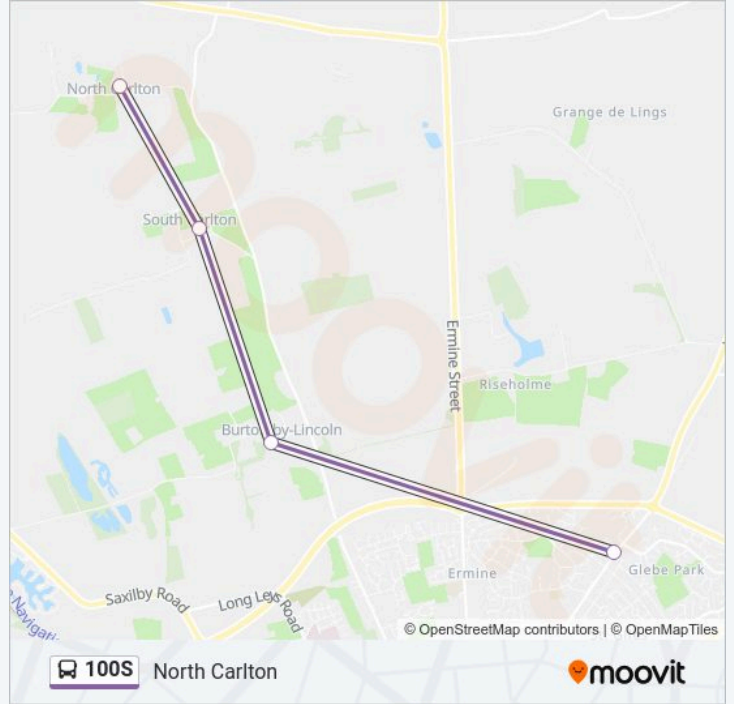 North Carlton
Grange de Lings
South Carlton
Ermine Street
Riseholme
Burton-by-Lincoln
Ermine
Glebe Park
Saxilby Road
Long Leys Road
© OpenStreetMap contributors | © OpenMapTiles
100S North Carlton
moovit